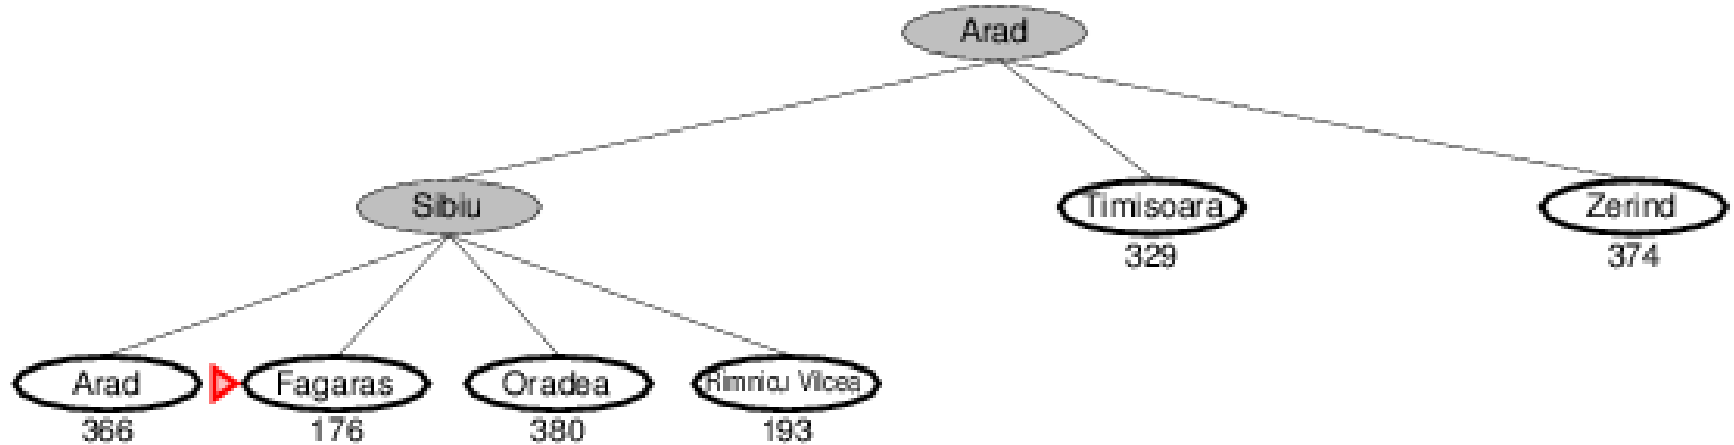 Arad
Sibiu
Timisoara
Zerind
329
374
Arad
Fagaras
Oradea
Rimnicu Vilcea
366
176
380
193